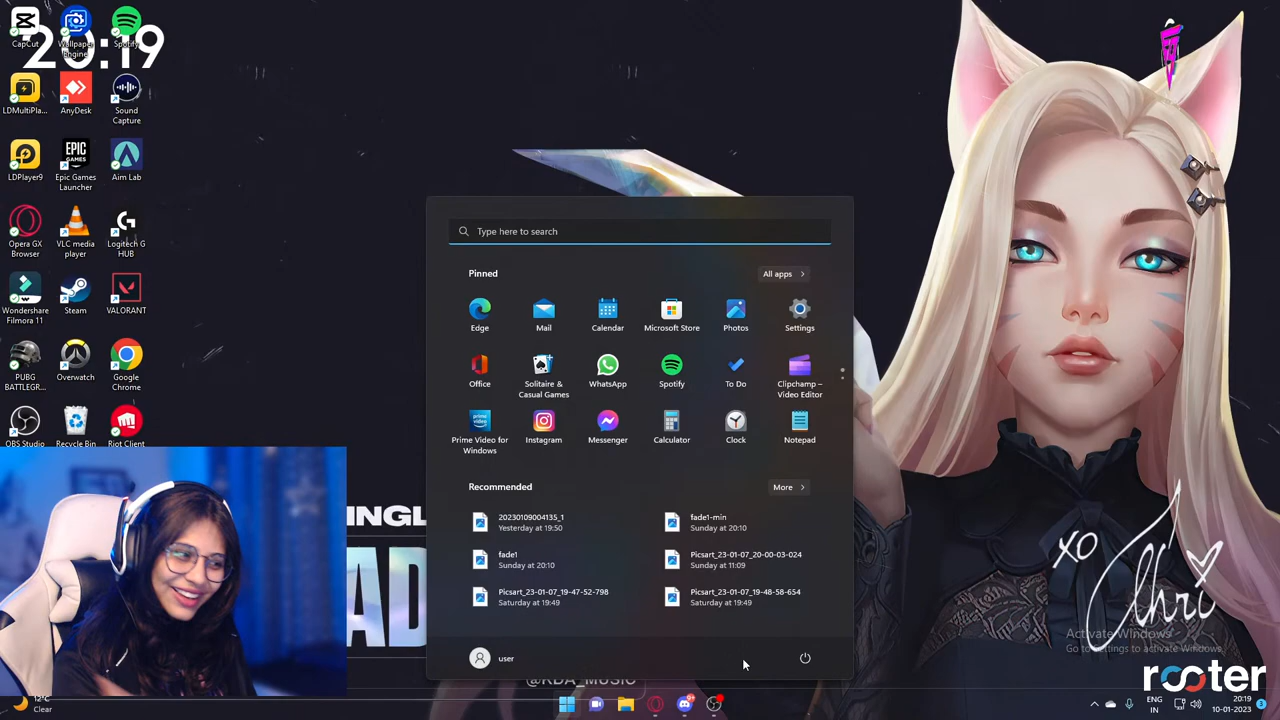 20:19
CapCut
Wallpaper Engine
Spotify
LDMultiPla...
AnyDesk
Sound Capture
LDPlayer9
EPIC GAMES
Epic Games Launcher
Aim Lab
Opera GX Browser
VLC media player
Logitech G HUB
Wondershare Filmora 11
Steam
VALORANT
PUBG BATTLEGR...
Overwatch
Google Chrome
OBS Studio
Recycle Bin
Riot Client
Type here to search
Pinned
All apps
Edge
Mail
Calendar
Microsoft Store
Photos
Settings
Office
Solitaire & Casual Games
WhatsApp
Spotify
To Do
Clipchamp – Video Editor
prime video
Prime Video for Windows
Instagram
Messenger
Calculator
Clock
Notepad
Recommended
More
20230109004135_1
Yesterday at 19:50
fade1-min
Sunday at 20:10
fade1
Sunday at 20:10
Picsart_23-01-07_20-00-03-024
Sunday at 11:09
Picsart_23-01-07_19-47-52-798
Saturday at 19:49
Picsart_23-01-07_19-48-58-654
Saturday at 19:49
user
INGL
AD
@KDA_MUSIC
xo
Ahri
Activate Windows
Go to Settings to activate Windows.
rooter
12°C
Clear
ENG
IN
20:19
10-01-2023
3